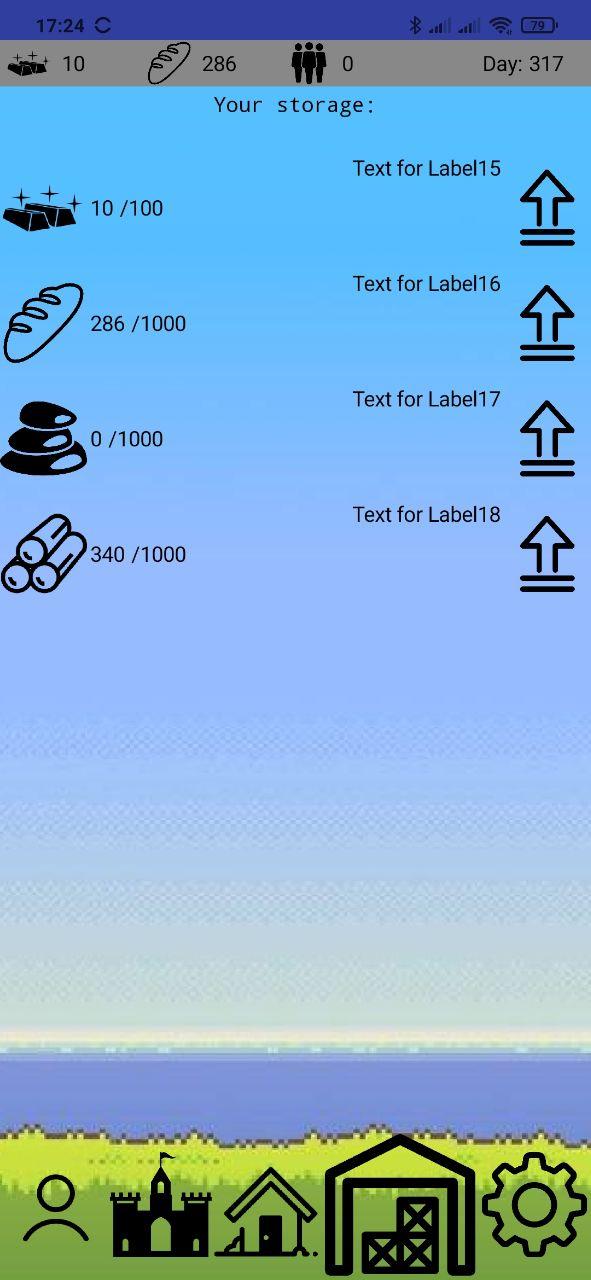 17:24 79
10 286 0 Day: 317
Your storage:
Text for Label15
10 /100
Text for Label16
286 /1000
Text for Label17
0 /1000
Text for Label18
340 /1000